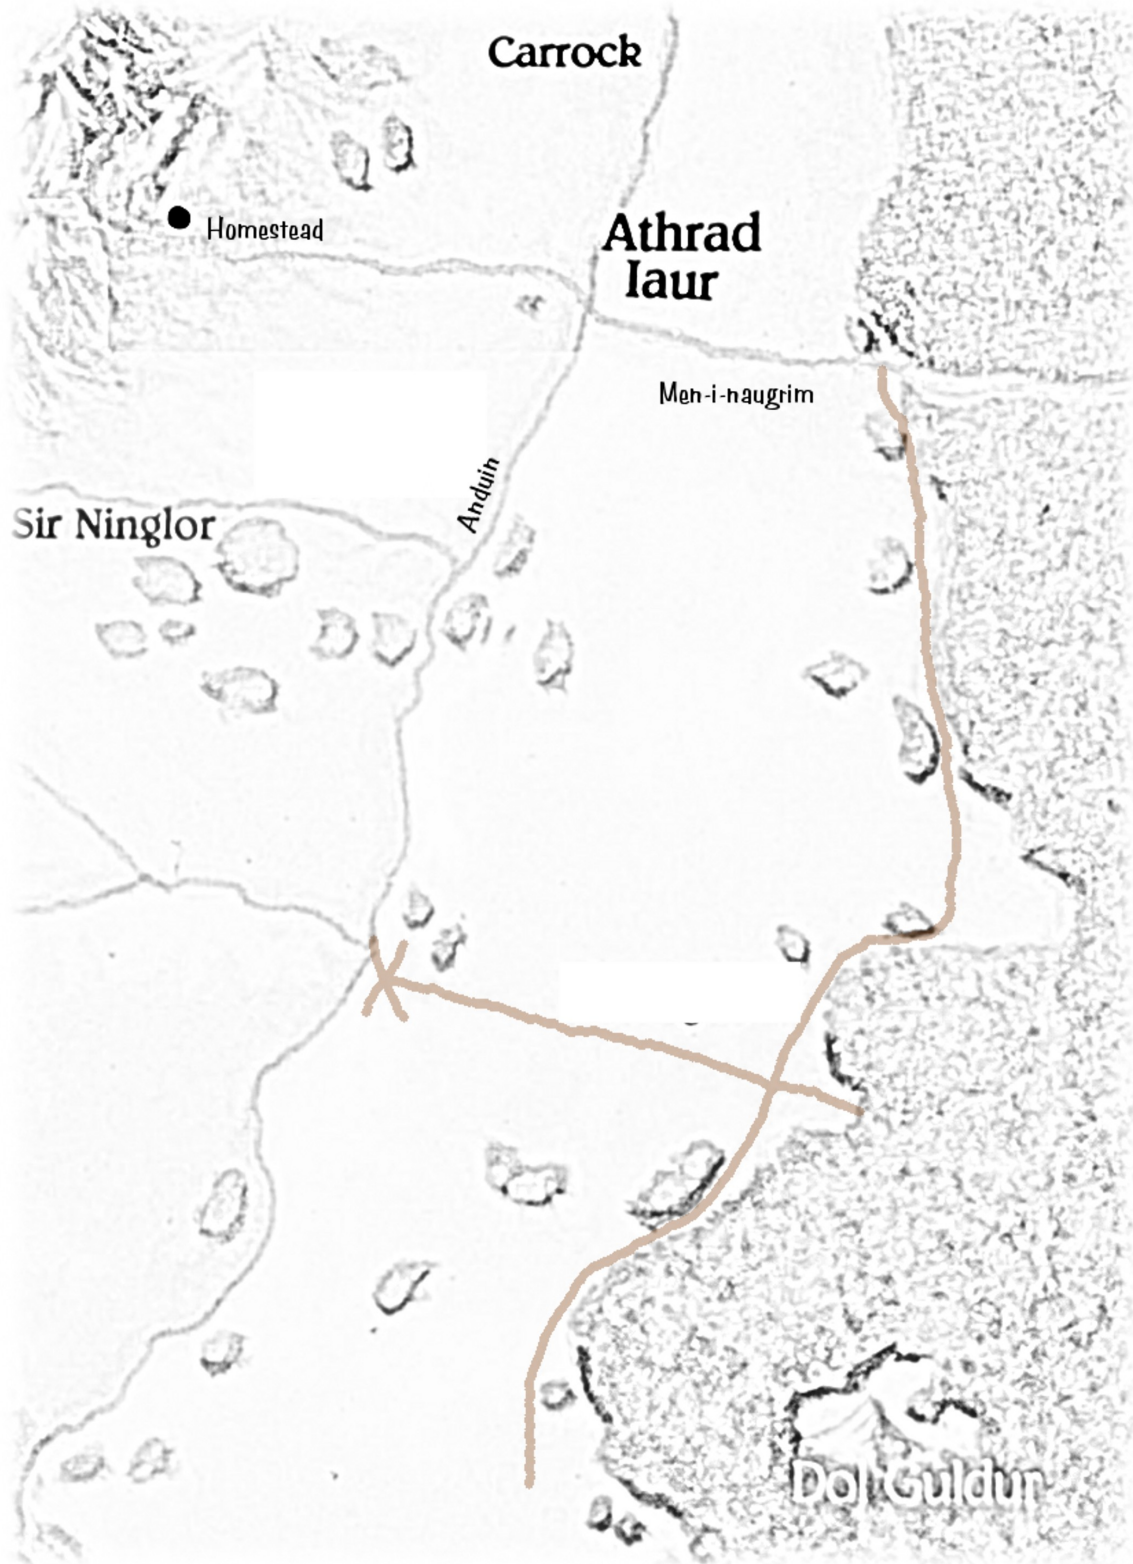 Carrock
Homestead
Athrad
Iaur
Men-i-naugrim
Anduin
Sir Ninglor
Dol Guldur